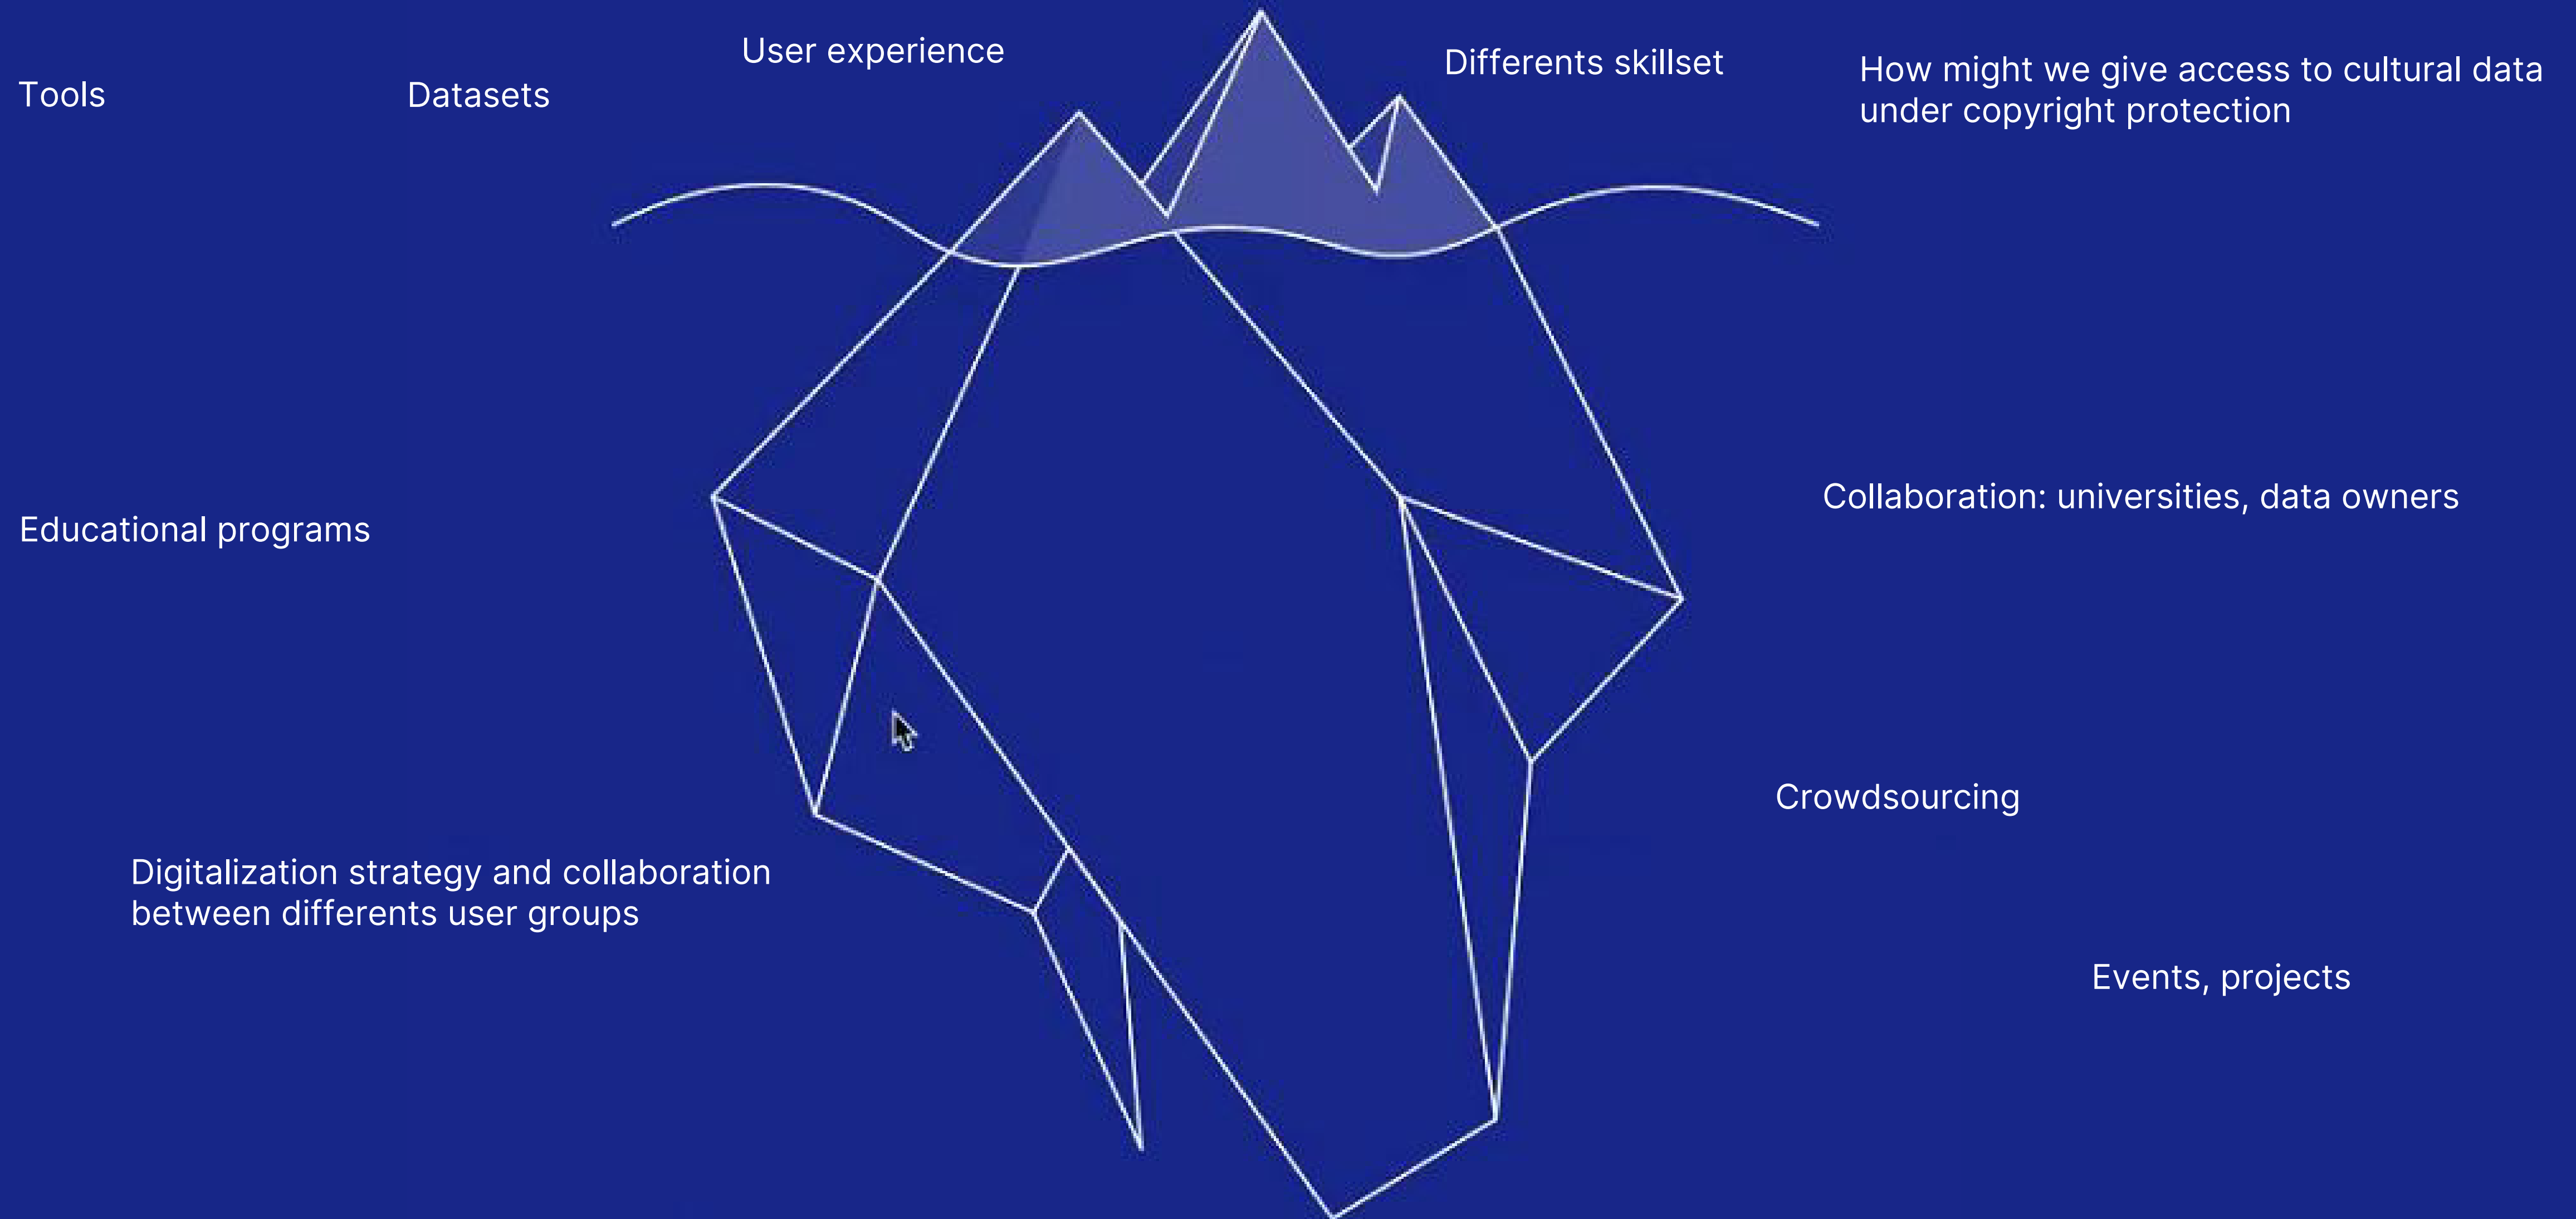 Tools
Datasets
User experience
Differents skillset
How might we give access to cultural data
under copyright protection
Educational programs
Collaboration: universities, data owners
Crowdsourcing
Digitalization strategy and collaboration
between differents user groups
Events, projects